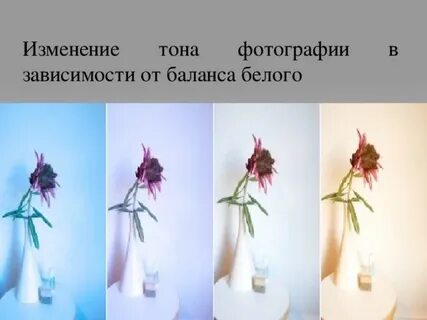 Изменение тона фотографии в
зависимости от баланса белого